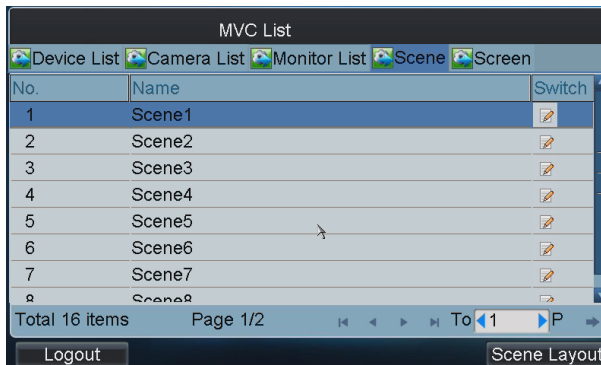 MVC List
Device List Camera List Monitor List Scene Screen
No. Name Switch
1 Scene1
2 Scene2
3 Scene3
4 Scene4
5 Scene5
6 Scene6
7 Scene7
8 Scene8
Total 16 items Page 1/2 To 1 P
Logout Scene Layout